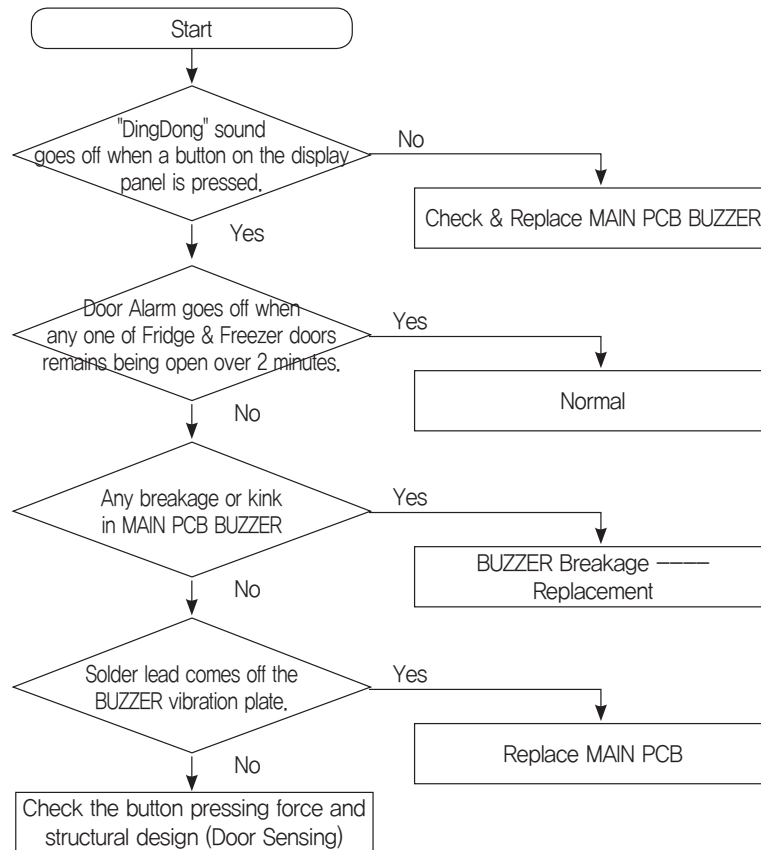 Start
"DingDong" sound
goes off when a button on the display
panel is pressed.
No
Check & Replace MAIN PCB BUZZER
Yes
Door Alarm goes off when
any one of Fridge & Freezer doors
remains being open over 2 minutes.
Yes
Normal
No
Any breakage or kink
in MAIN PCB BUZZER
Yes
BUZZER Breakage ----
Replacement
No
Solder lead comes off the
BUZZER vibration plate.
Yes
Replace MAIN PCB
No
Check the button pressing force and
structural design (Door Sensing)